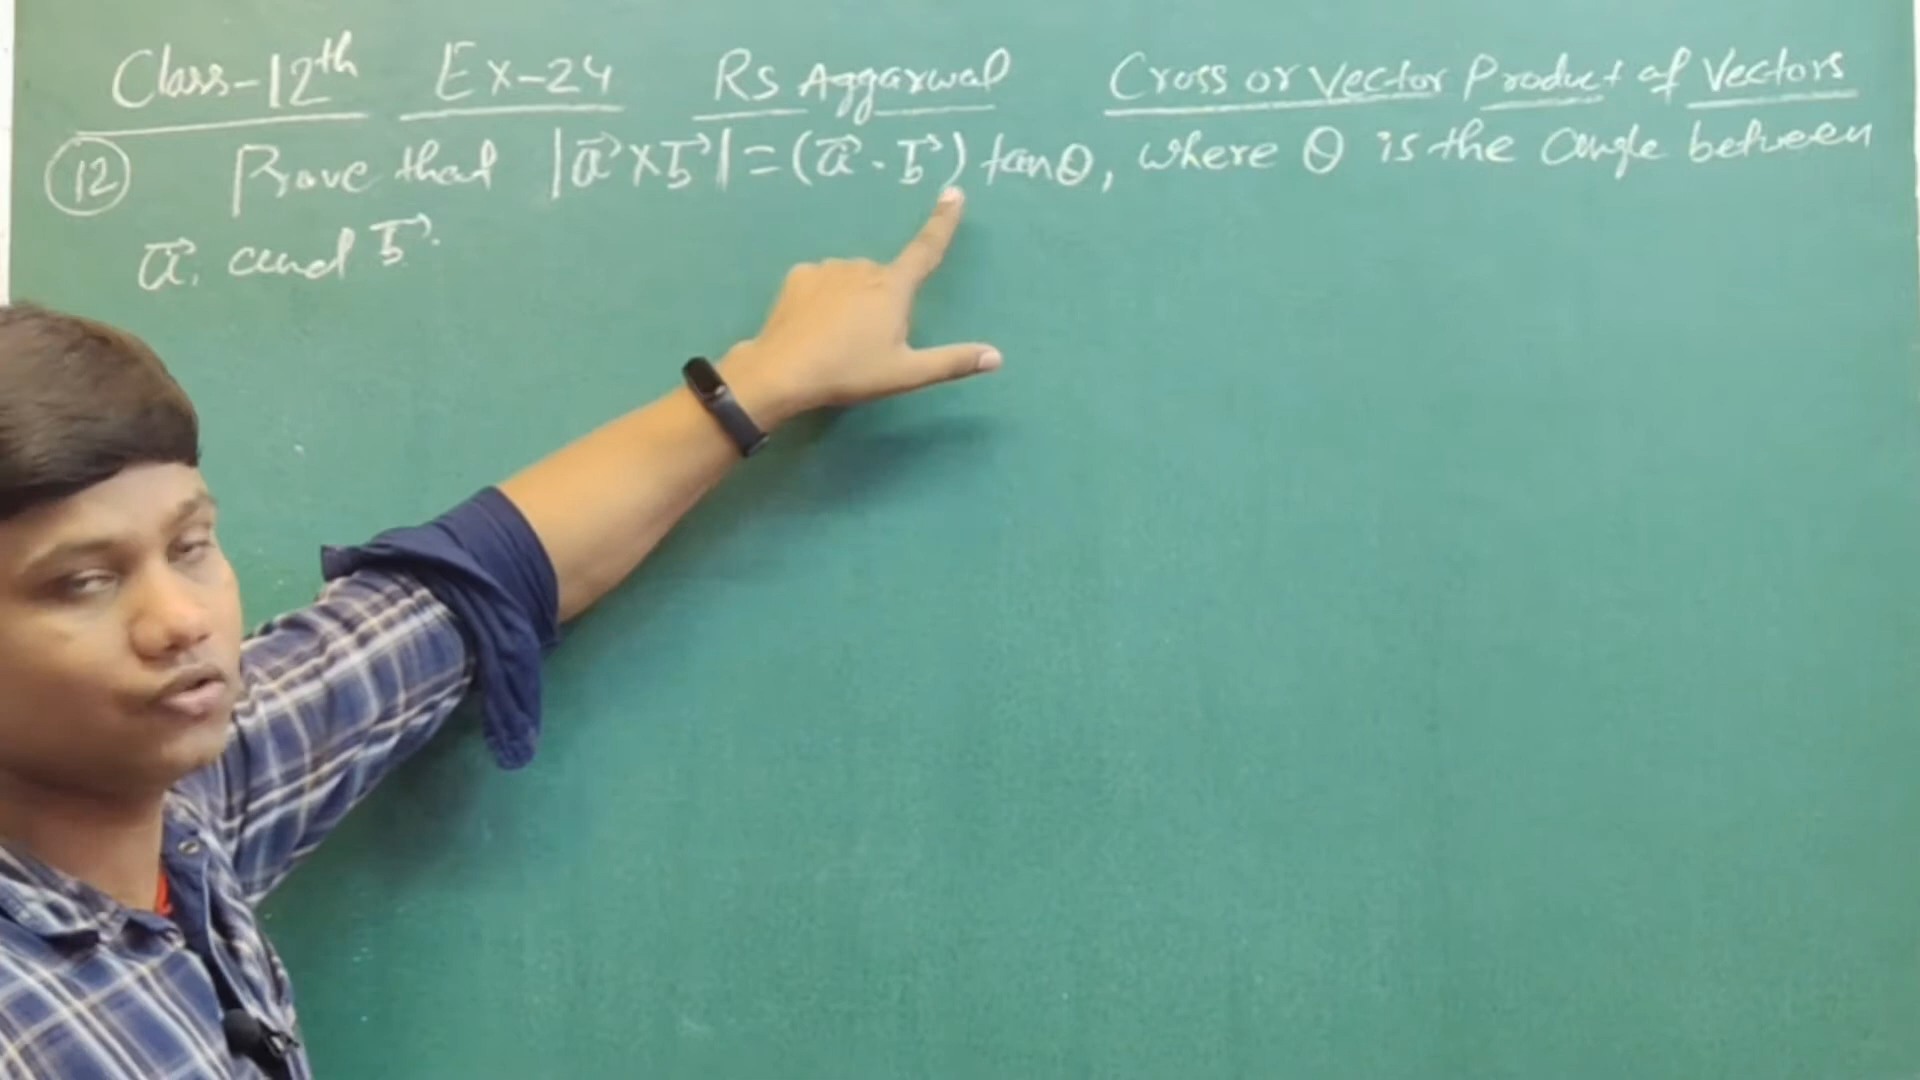 Class-12th Ex-24 RS Aggarwal Cross or Vector Product of Vectors
12 Prove that |a⃗×b⃗|=(a⃗·b⃗)tanθ, where θ is the angle between
a⃗. and b⃗.